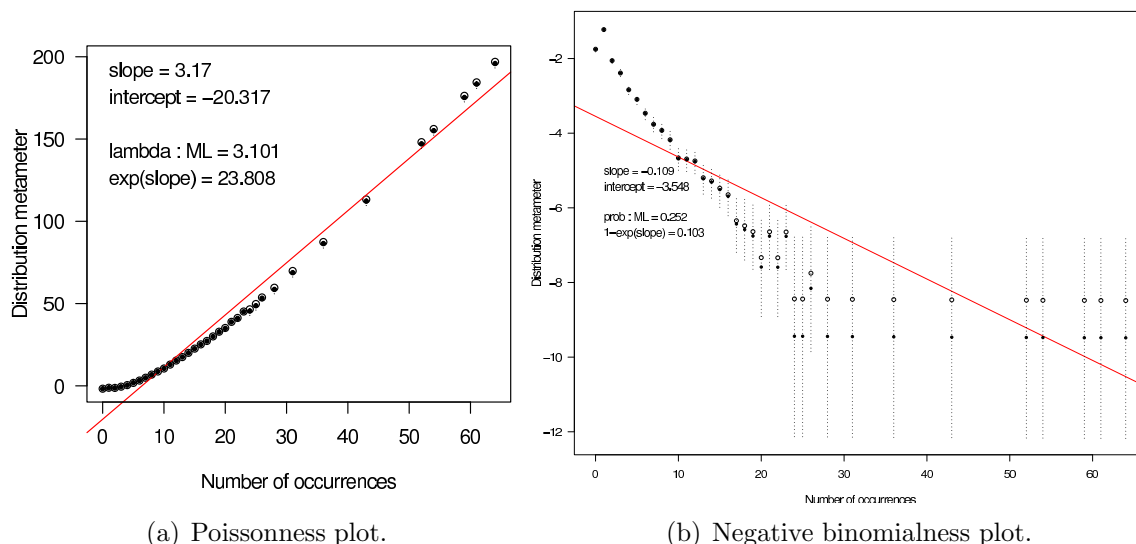 200
150
100
50
0
Distribution metameter
slope = 3.17
intercept = −20.317
lambda : ML = 3.101
exp(slope) = 23.808
0 10 20 30 40 50 60
Number of occurrences
(a) Poissonness plot.
−2
−4
−6
−8
−10
−12
Distribution metameter
slope = −0.109
intercept = −3.548
prob : ML = 0.252
1−exp(slope) = 0.103
0 10 20 30 40 50 60
Number of occurrences
(b) Negative binomialness plot.